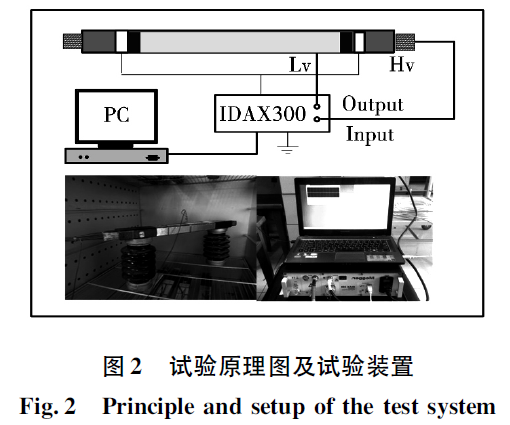 Lv
Hv
PC
IDAX300
Output
Input
图 2 试验原理图及试验装置
Fig. 2 Principle and setup of the test system